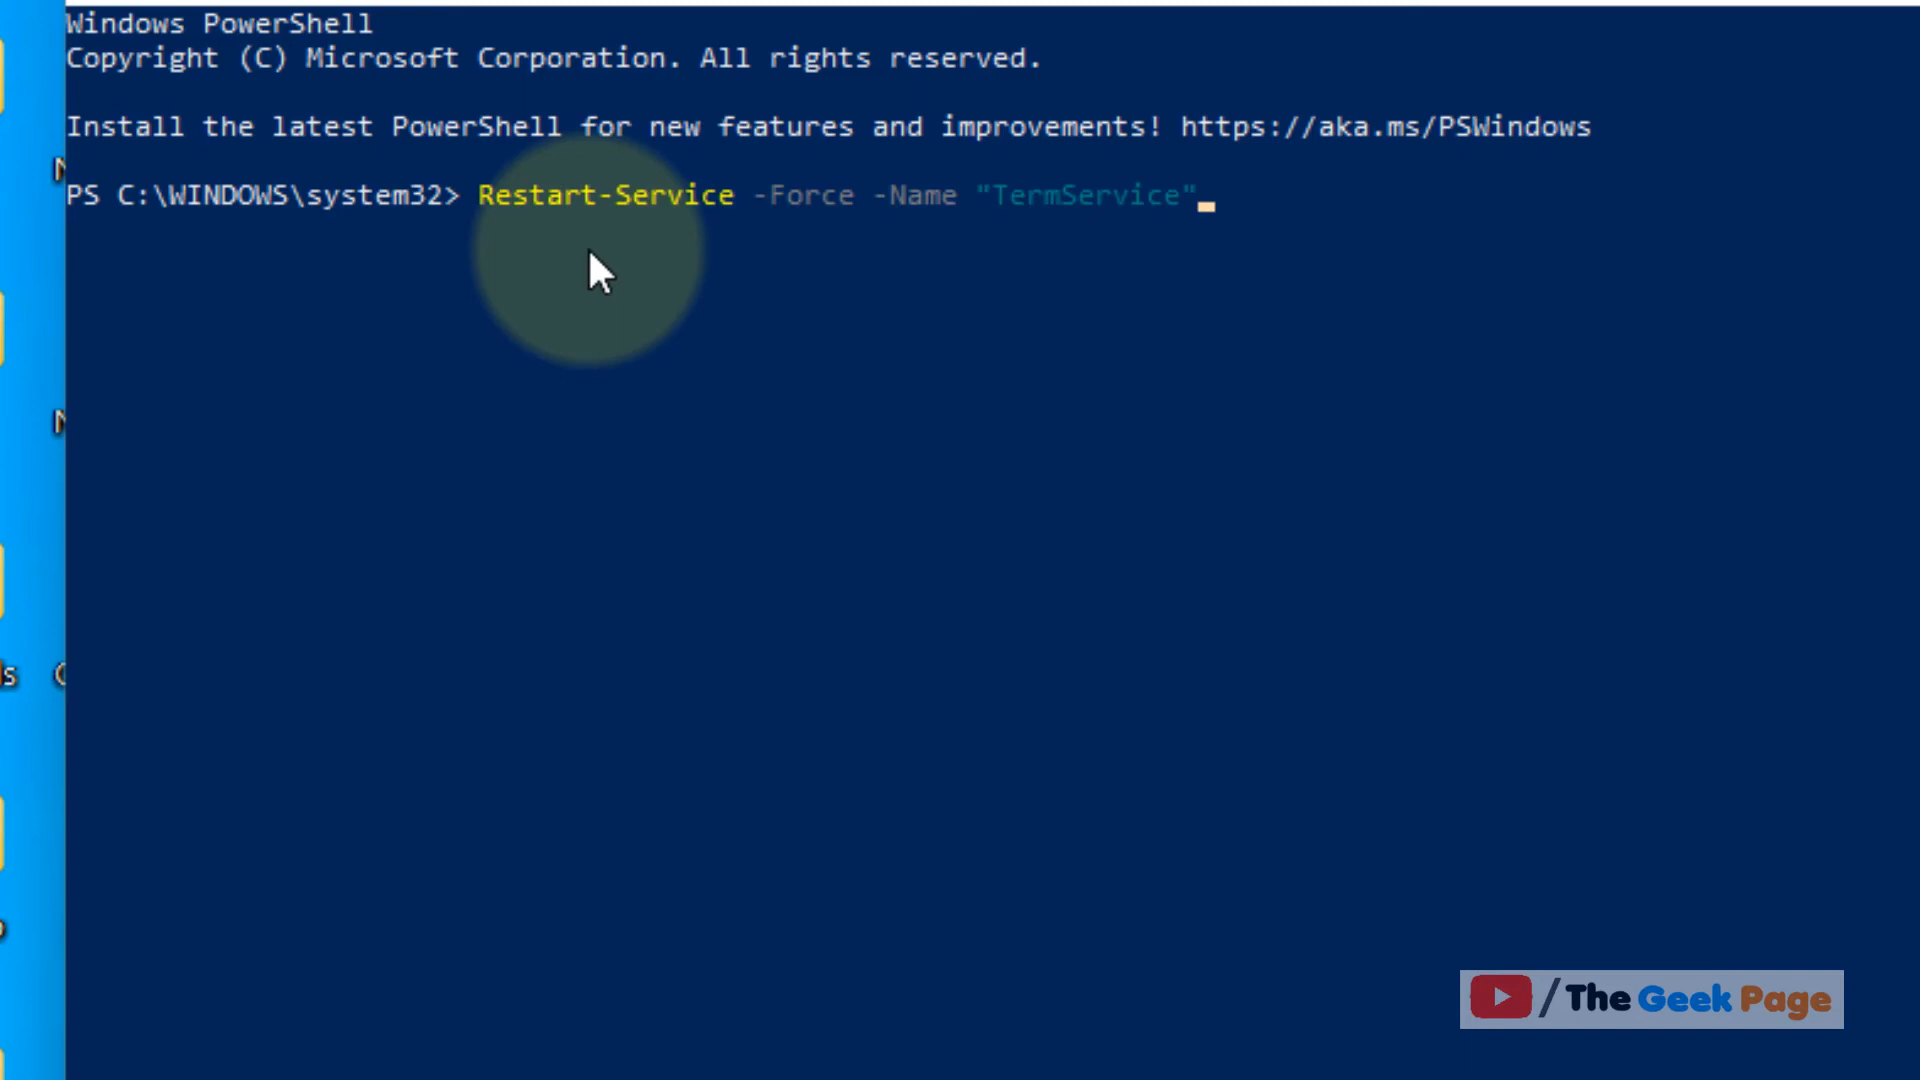 Windows PowerShell
Copyright (C) Microsoft Corporation. All rights reserved.
Install the latest PowerShell for new features and improvements! https://aka.ms/PSWindows
PS C:\WINDOWS\system32> Restart-Service -Force -Name "TermService"
/The Geek Page